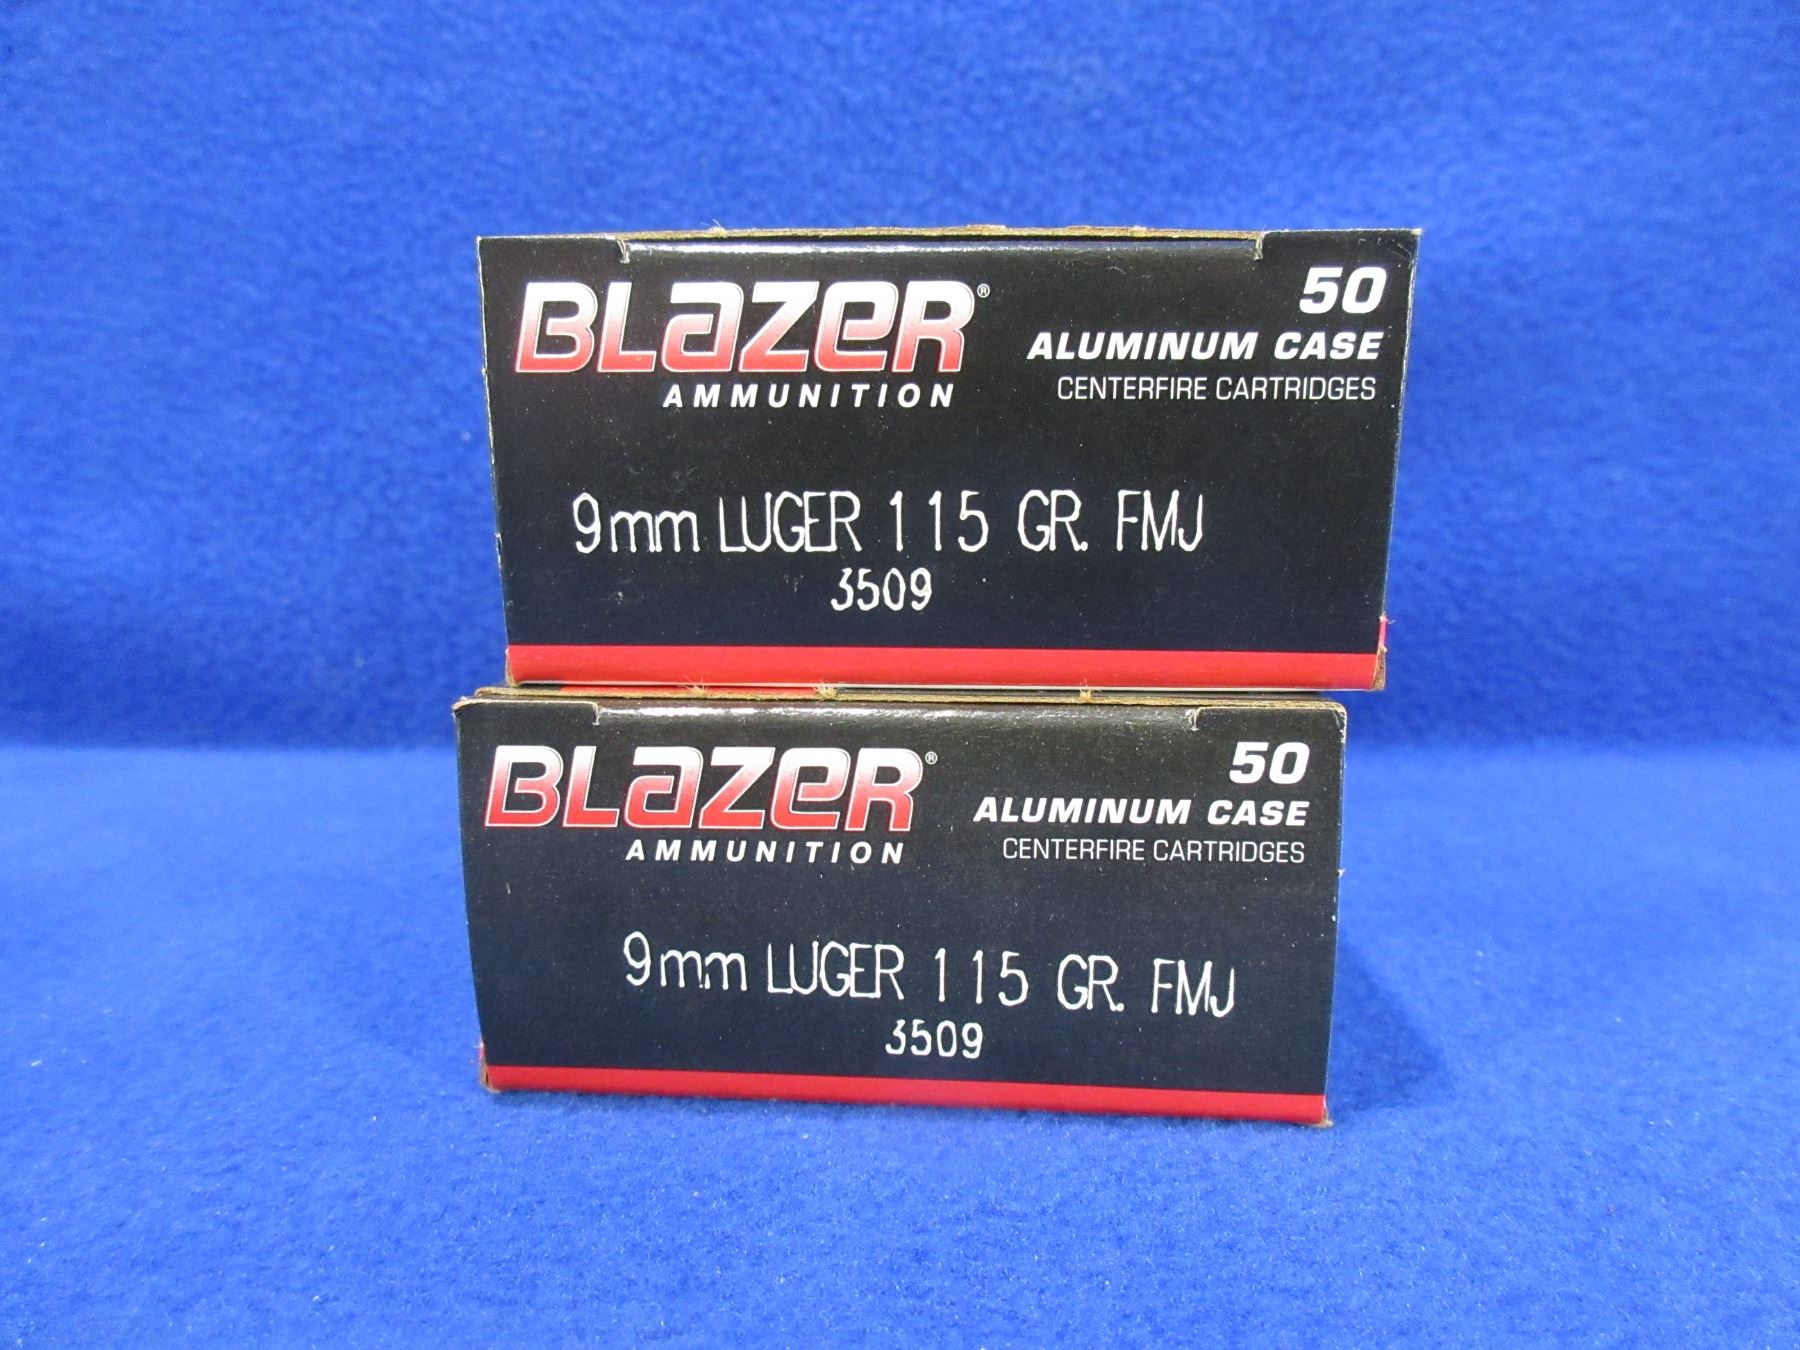 BLAZER®
AMMUNITION
50
ALUMINUM CASE
CENTERFIRE CARTRIDGES
9mm LUGER 115 GR. FMJ
3509
BLAZER®
AMMUNITION
50
ALUMINUM CASE
CENTERFIRE CARTRIDGES
9mm LUGER 115 GR. FMJ
3509